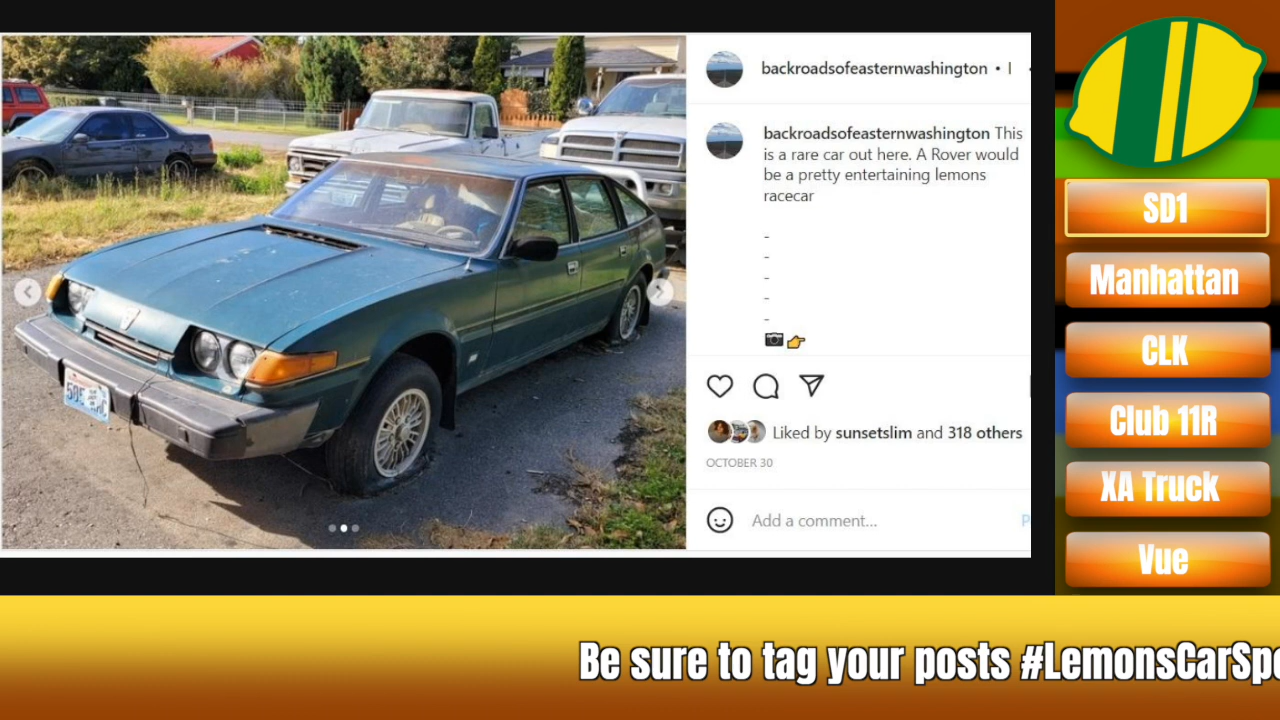 backroadsofeasternwashington •
backroadsofeasternwashington This
is a rare car out here. A Rover would
be a pretty entertaining lemons
racecar
-
-
-
-
-
Liked by sunsetslim and 318 others
OCTOBER 30
Add a comment...
P
SD1
Manhattan
CLK
Club 11R
XA Truck
Vue
Be sure to tag your posts #LemonsCarSpo